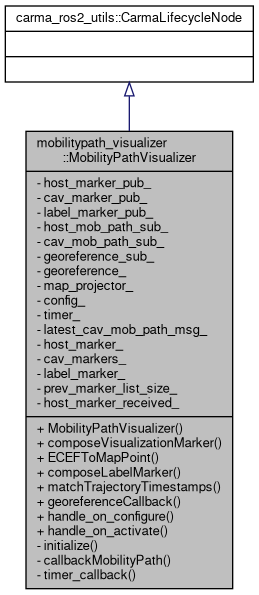 carma_ros2_utils::CarmaLifecycleNode
mobilitypath_visualizer
::MobilityPathVisualizer
- host_marker_pub_
- cav_marker_pub_
- label_marker_pub_
- host_mob_path_sub_
- cav_mob_path_sub_
- georeference_sub_
- georeference_
- map_projector_
- config_
- timer_
- latest_cav_mob_path_msg_
- host_marker_
- cav_markers_
- label_marker_
- prev_marker_list_size_
- host_marker_received_
+ MobilityPathVisualizer()
+ composeVisualizationMarker()
+ ECEFToMapPoint()
+ composeLabelMarker()
+ matchTrajectoryTimestamps()
+ georeferenceCallback()
+ handle_on_configure()
+ handle_on_activate()
- initialize()
- callbackMobilityPath()
- timer_callback()